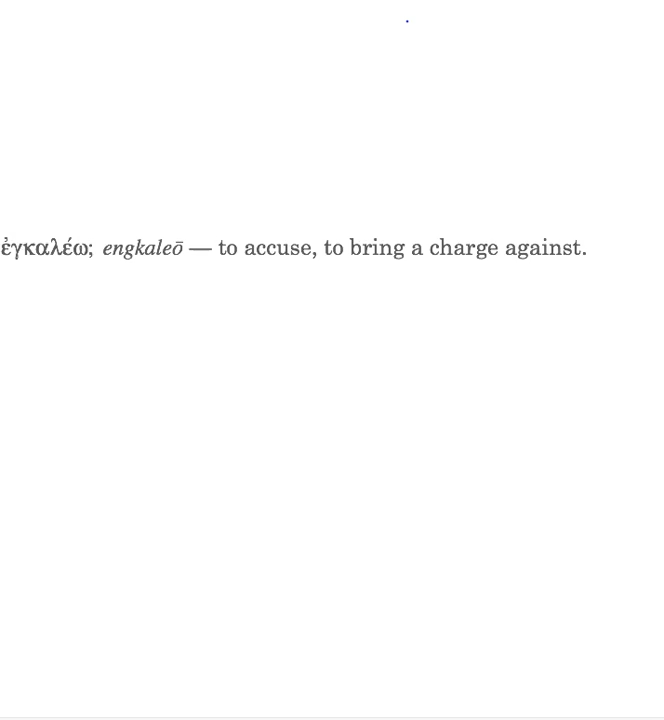 ἐγκαλέω; engkaleō — to accuse, to bring a charge against.